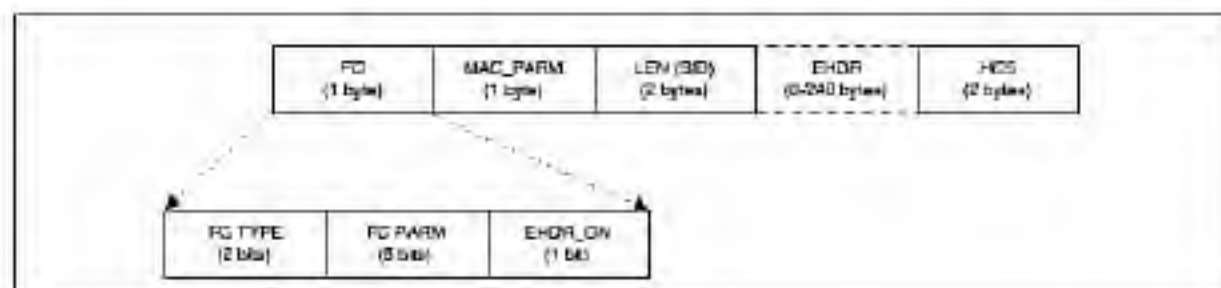 FC
(1 byte)
MAC_PARM
(1 byte)
LEN (SID)
(2 bytes)
EHDR
(0-240 bytes)
HCS
(2 bytes)
FC TYPE
(2 bits)
FC PARM
(5 bits)
EHDR_ON
(1 bit)